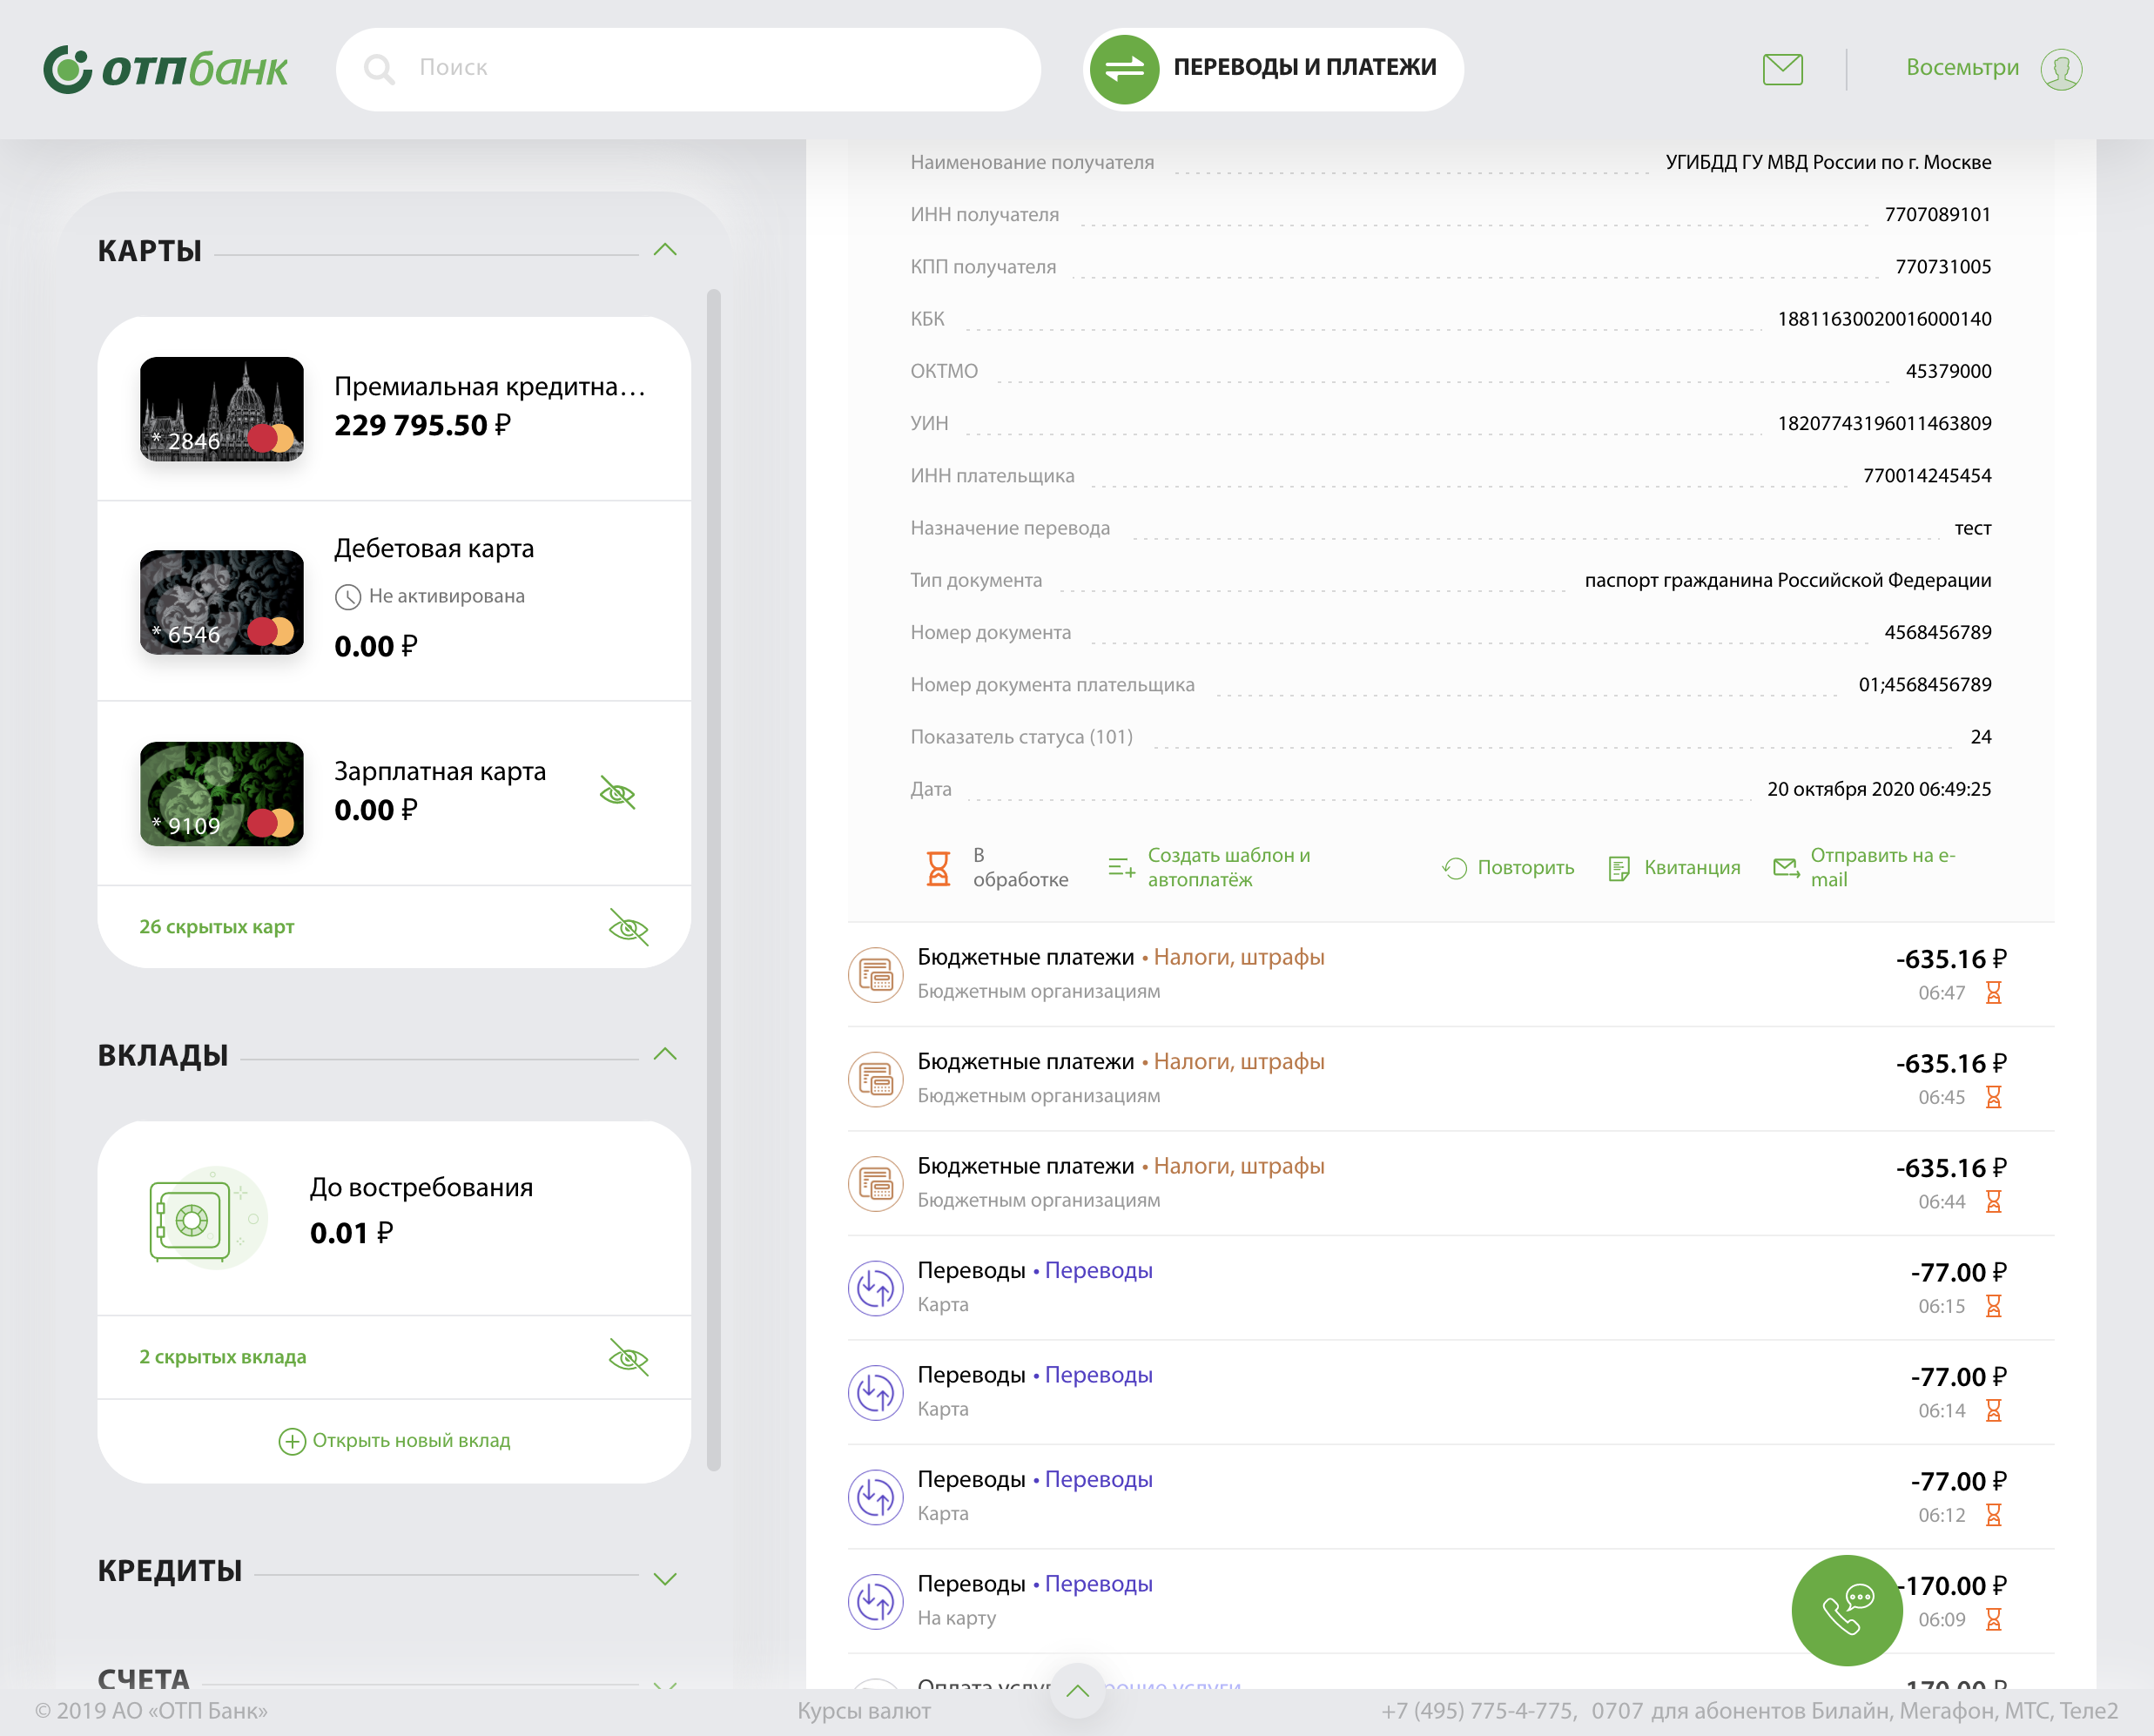 отпбанк
Поиск
ПЕРЕВОДЫ И ПЛАТЕЖИ
Восемьтри
КАРТЫ
* 2846
Премиальная кредитна...
229 795.50 ₽
* 6546
Дебетовая карта
Не активирована
0.00 ₽
* 9109
Зарплатная карта
0.00 ₽
26 скрытых карт
ВКЛАДЫ
До востребования
0.01 ₽
2 скрытых вклада
Открыть новый вклад
КРЕДИТЫ
СЧЕТА
Наименование получателя УГИБДД ГУ МВД России по г. Москве
ИНН получателя 7707089101
КПП получателя 770731005
КБК 18811630020016000140
ОКТМО 45379000
УИН 18207743196011463809
ИНН плательщика 770014245454
Назначение перевода тест
Тип документа паспорт гражданина Российской Федерации
Номер документа 4568456789
Номер документа плательщика 01;4568456789
Показатель статуса (101) 24
Дата 20 октября 2020 06:49:25
В
обработке
Создать шаблон и
автоплатёж
Повторить
Квитанция
Отправить на e-
mail
Бюджетные платежи • Налоги, штрафы -635.16 ₽
Бюджетным организациям 06:47
Бюджетные платежи • Налоги, штрафы -635.16 ₽
Бюджетным организациям 06:45
Бюджетные платежи • Налоги, штрафы -635.16 ₽
Бюджетным организациям 06:44
Переводы • Переводы -77.00 ₽
Карта 06:15
Переводы • Переводы -77.00 ₽
Карта 06:14
Переводы • Переводы -77.00 ₽
Карта 06:12
Переводы • Переводы -170.00 ₽
На карту 06:09
Оплата услуг услуги 170.00 ₽
© 2019 АО «ОТП Банк»
Курсы валют
+7 (495) 775-4-775, 0707 для абонентов Билайн, Мегафон, МТС, Теле2